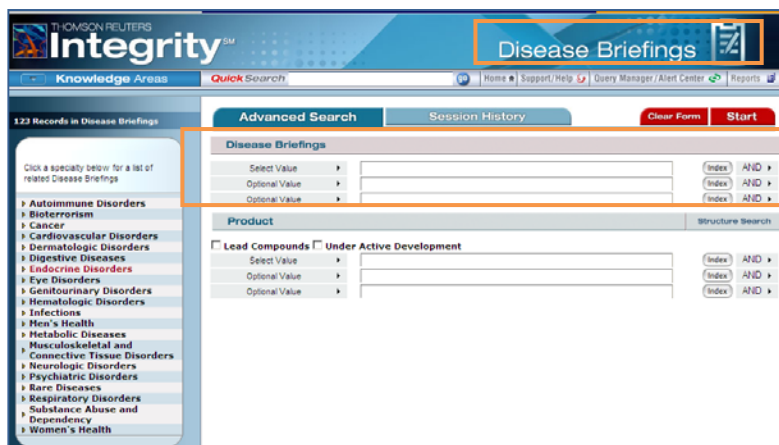 THOMSON REUTERS
Integrity SM
Disease Briefings
Knowledge Areas
Quick Search
GO
Home
Support/Help
Query Manager/Alert Center
Reports
123 Records in Disease Briefings
Click a specialty below for a list of
related Disease Briefings
Autoimmune Disorders
Bioterrorism
Cancer
Cardiovascular Disorders
Dermatologic Disorders
Digestive Diseases
Endocrine Disorders
Eye Disorders
Genitourinary Disorders
Hematologic Disorders
Infections
Men's Health
Metabolic Diseases
Musculoskeletal and
Connective Tissue Disorders
Neurologic Disorders
Psychiatric Disorders
Rare Diseases
Respiratory Disorders
Substance Abuse and
Dependency
Women's Health
Advanced Search
Session History
Clear Form
Start
Disease Briefings
Select Value
Index
AND
Optional Value
Index
AND
Optional Value
Index
AND
Product
Structure Search
Lead Compounds
Under Active Development
Select Value
Index
AND
Optional Value
Index
AND
Optional Value
Index
AND